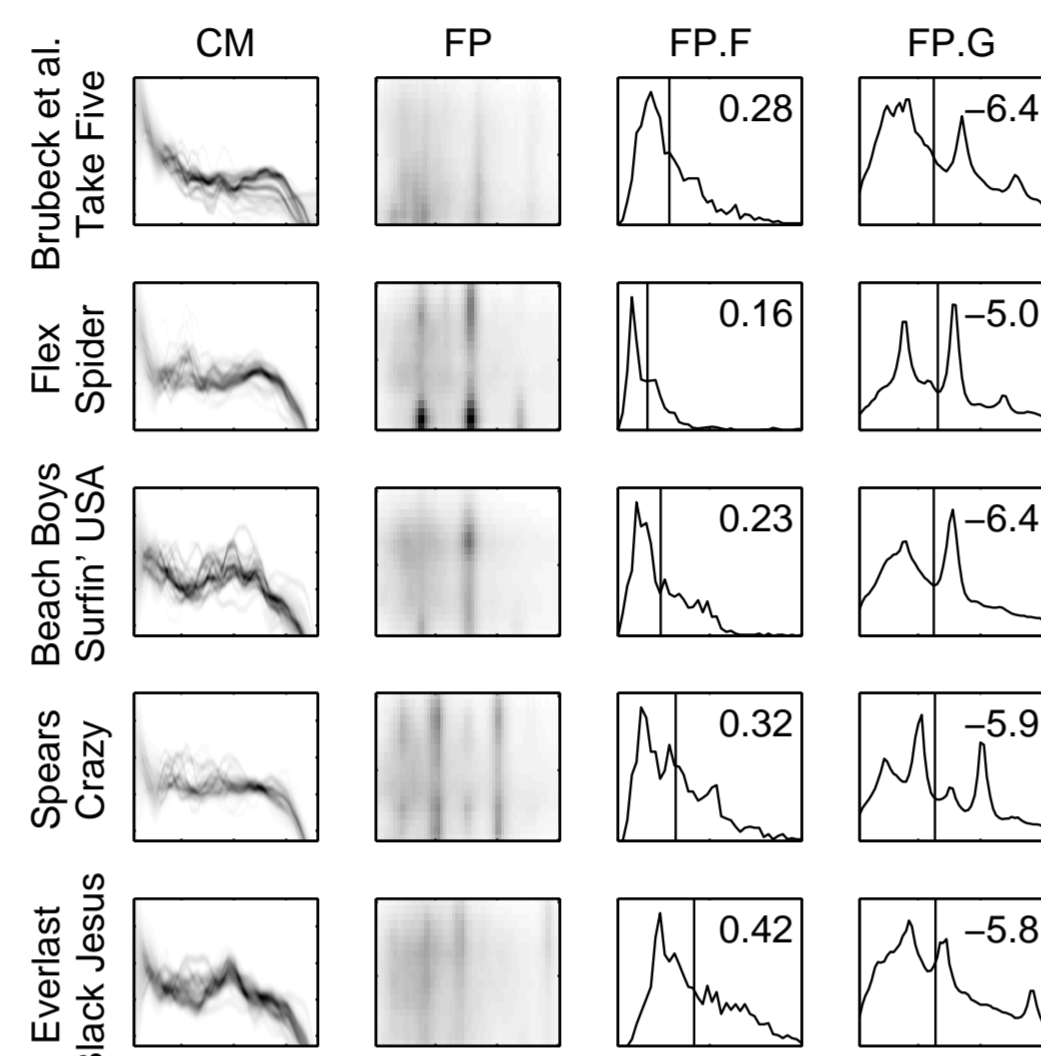 CM FP FP.F FP.G
Brubeck et al.
Take Five
0.28 −6.4
Flex
Spider
0.16 −5.0
Beach Boys
Surfin' USA
0.23 −6.4
Spears
Crazy
0.32 −5.9
Everlast
Jesus
0.42 −5.8